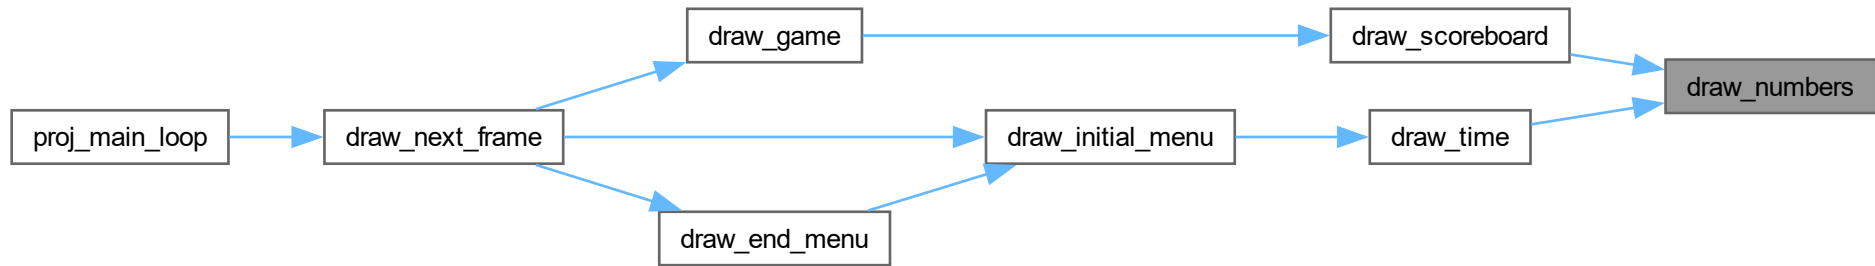 draw_game
draw_scoreboard
draw_numbers
proj_main_loop
draw_next_frame
draw_initial_menu
draw_time
draw_end_menu